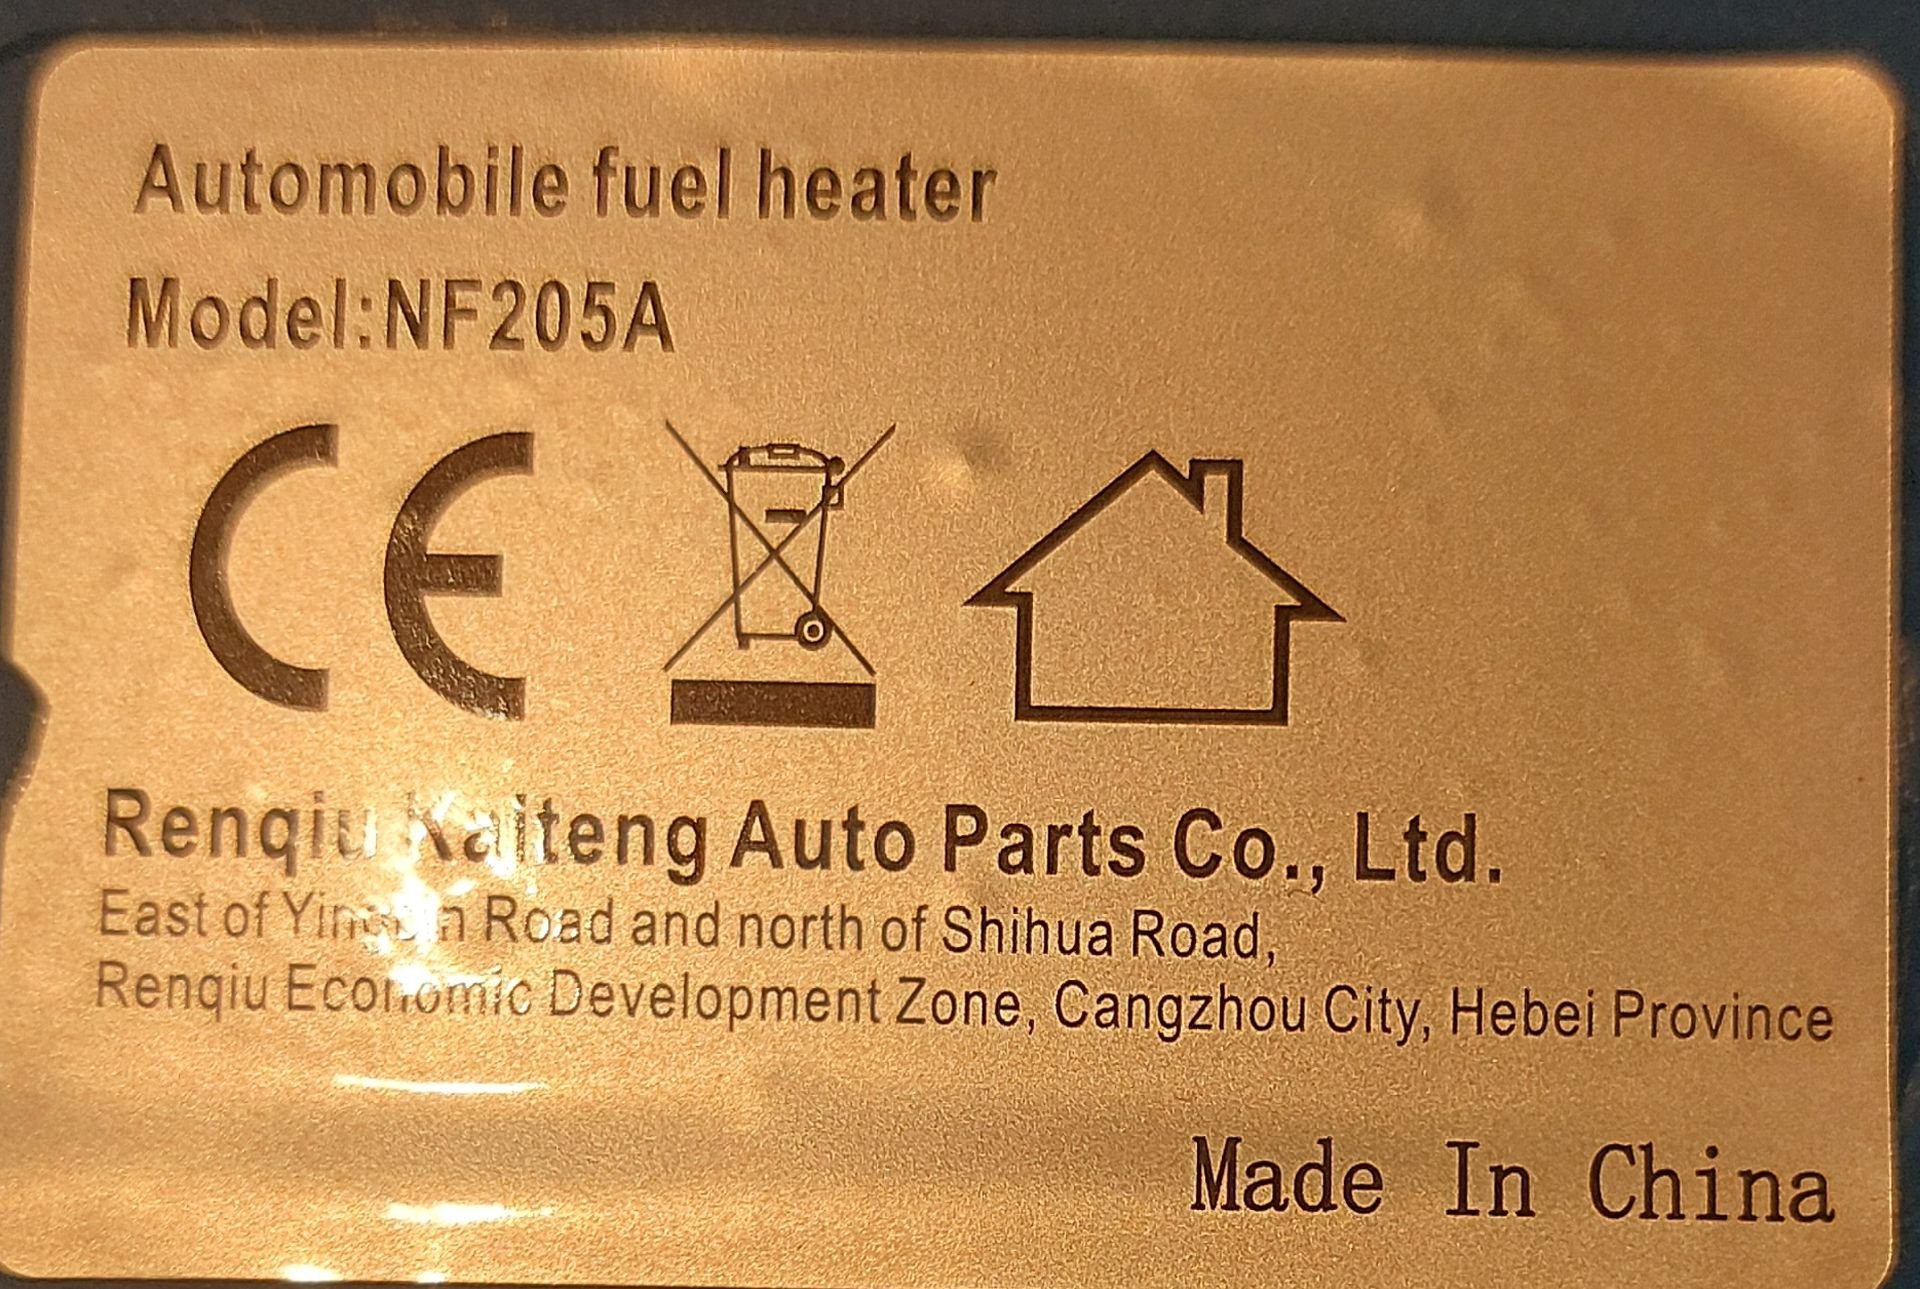 Automobile fuel heater
Model:NF205A
CE
Renqiu Kaiteng Auto Parts Co., Ltd.
East of Road and north of Shihua Road,
Renqiu Economic Development Zone, Cangzhou City, Hebei Province
Made In China